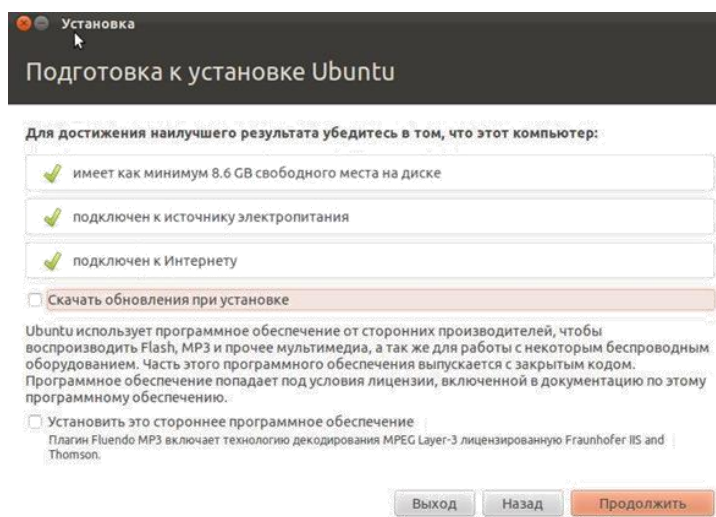 Установка
Подготовка к установке Ubuntu
Для достижения наилучшего результата убедитесь в том, что этот компьютер:
имеет как минимум 8.6 GB свободного места на диске
подключен к источнику электропитания
подключен к Интернету
Скачать обновления при установке
Ubuntu использует программное обеспечение от сторонних производителей, чтобы
воспроизводить Flash, MP3 и прочее мультимедиа, а так же для работы с некоторым беспроводным
оборудованием. Часть этого программного обеспечения выпускается с закрытым кодом.
Программное обеспечение попадает под условия лицензии, включенной в документацию по этому
программному обеспечению.
Установить это стороннее программное обеспечение
Плагин Fluendo MP3 включает технологию декодирования MPEG Layer-3 лицензированную Fraunhofer IIS and
Thomson.
Выход Назад Продолжить